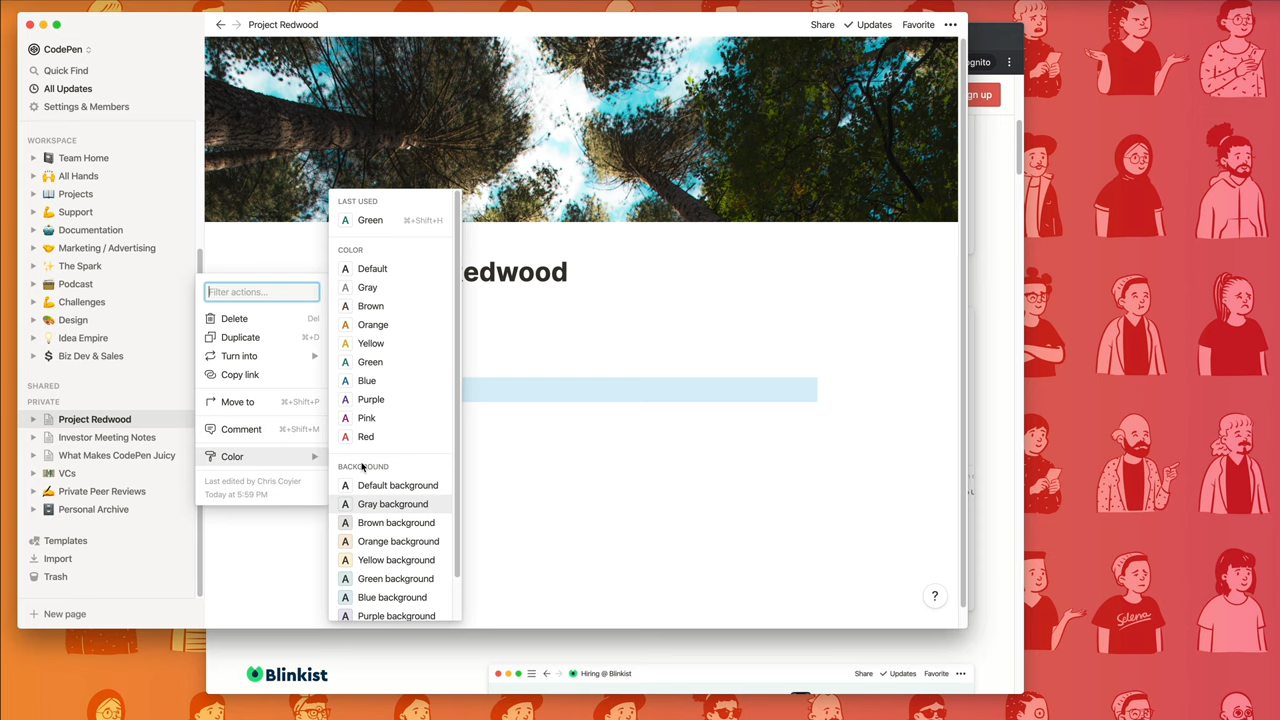 Project Redwood
Share
Updates
Favorite
•••
CodePen
Quick Find
All Updates
Settings & Members
WORKSPACE
Team Home
All Hands
Projects
Support
Documentation
Marketing / Advertising
The Spark
Podcast
Challenges
Design
Idea Empire
$ Biz Dev & Sales
SHARED
PRIVATE
Project Redwood
Investor Meeting Notes
What Makes CodePen Juicy
VCs
Private Peer Reviews
Personal Archive
Templates
Import
Trash
New page
Filter actions...
Delete Del
Duplicate ⌘+D
Turn into
Copy link
Move to ⌘+Shift+P
Comment ⌘+Shift+M
Color
Last edited by Chris Coyier
Today at 5:59 PM
LAST USED
A Green ⌘+Shift+H
COLOR
A Default
A Gray
A Brown
A Orange
A Yellow
A Green
A Blue
A Purple
A Pink
A Red
BACKGROUND
A Default background
A Gray background
A Brown background
A Orange background
A Yellow background
A Green background
A Blue background
A Purple background
edwood
?
ognito
gn up
Blinkist
Hiring @ Blinkist
Share
Updates
Favorite
•••
Selena